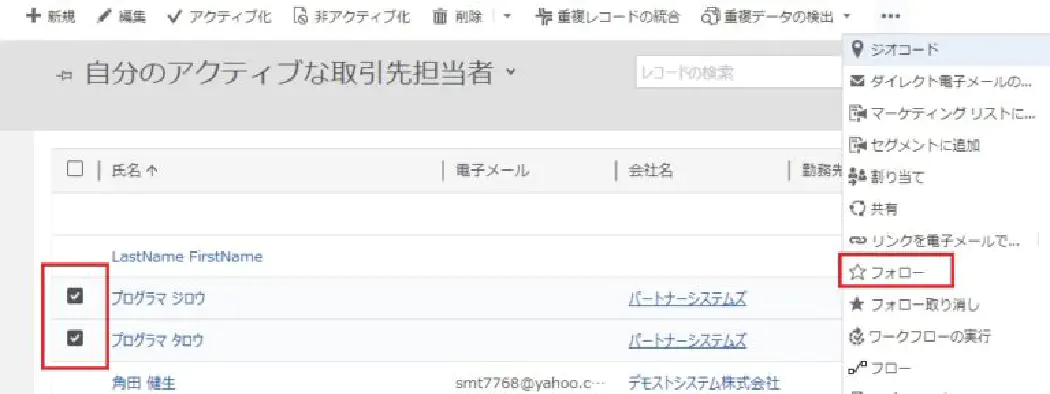 新規 編集 アクティブ化 非アクティブ化 削除 重複レコードの統合 重複データの検出
自分のアクティブな取引先担当者
レコードの検索
ジオコード
ダイレクト電子メールの...
マーケティング リストに...
セグメントに追加
割り当て
共有
リンクを電子メールで...
フォロー
フォロー取り消し
ワークフローの実行
フロー
氏名 電子メール 会社名 勤務先
LastName FirstName
プログラマ ジロウ パートナーシステムズ
プログラマ タロウ パートナーシステムズ
角田 健生 smt7768@yahoo.c... デモストシステム株式会社